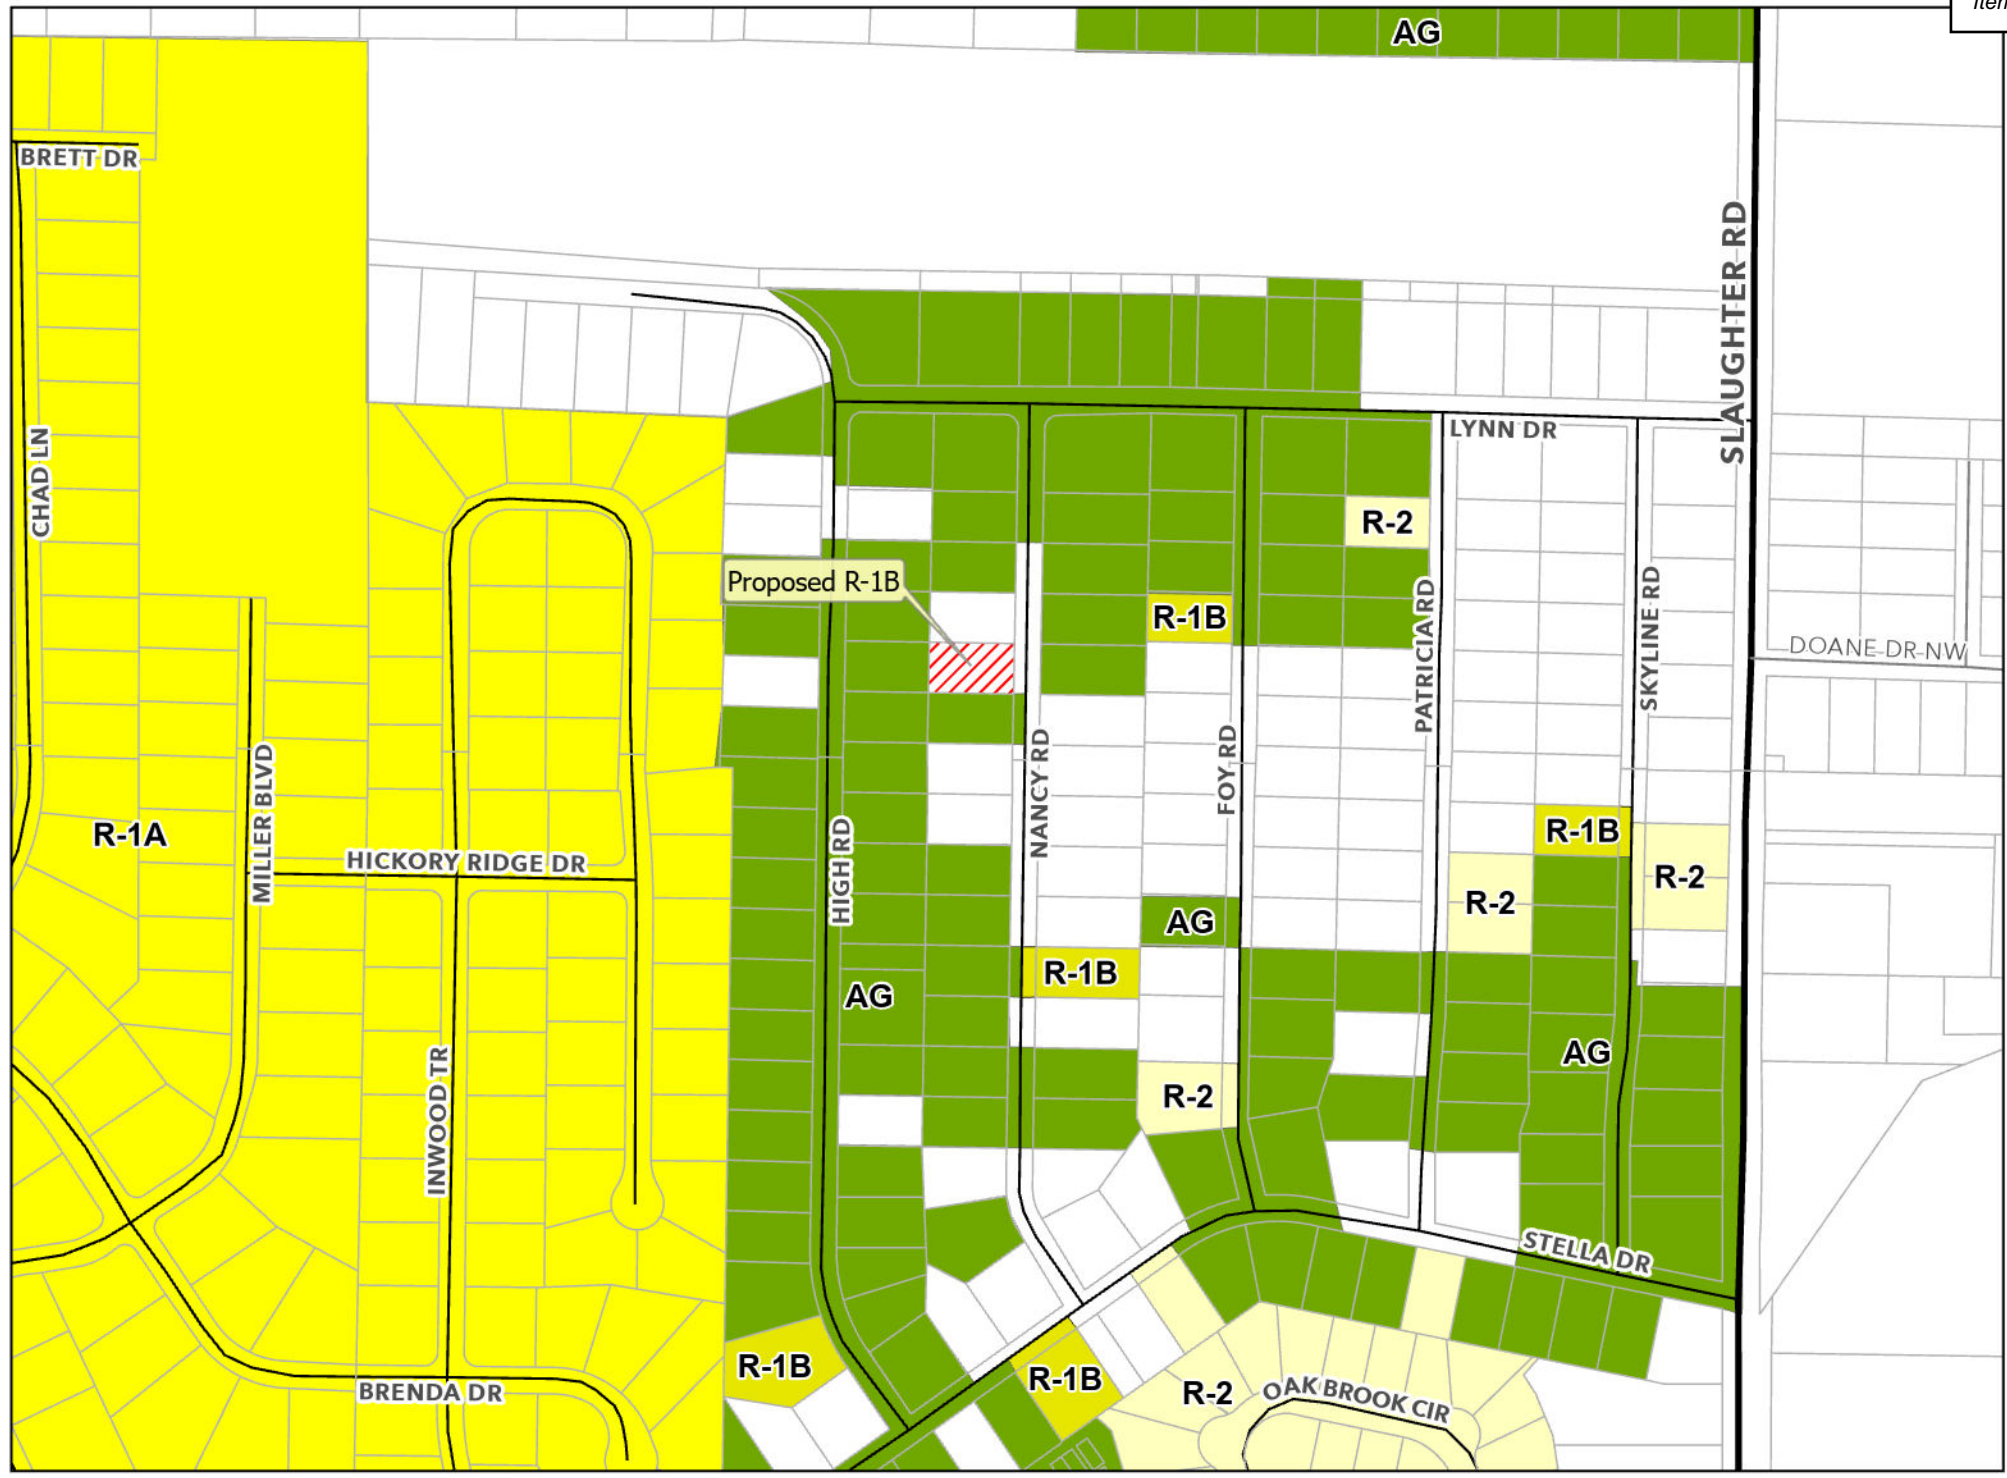 Item
AG
BRETT DR
SLAUGHTER RD
LYNN DR
CHAD LN
R-2
Proposed R-1B
R-1B
PATRICIA RD
SKYLINE RD
DOANE DR NW
NANCY RD
FOY RD
R-1A
MILLER BLVD
HICKORY RIDGE DR
HIGH RD
R-1B
R-2
R-2
AG
R-1B
AG
AG
INWOOD TR
R-2
STELLA DR
R-1B
R-1B
R-2
OAK BROOK CIR
BRENDA DR